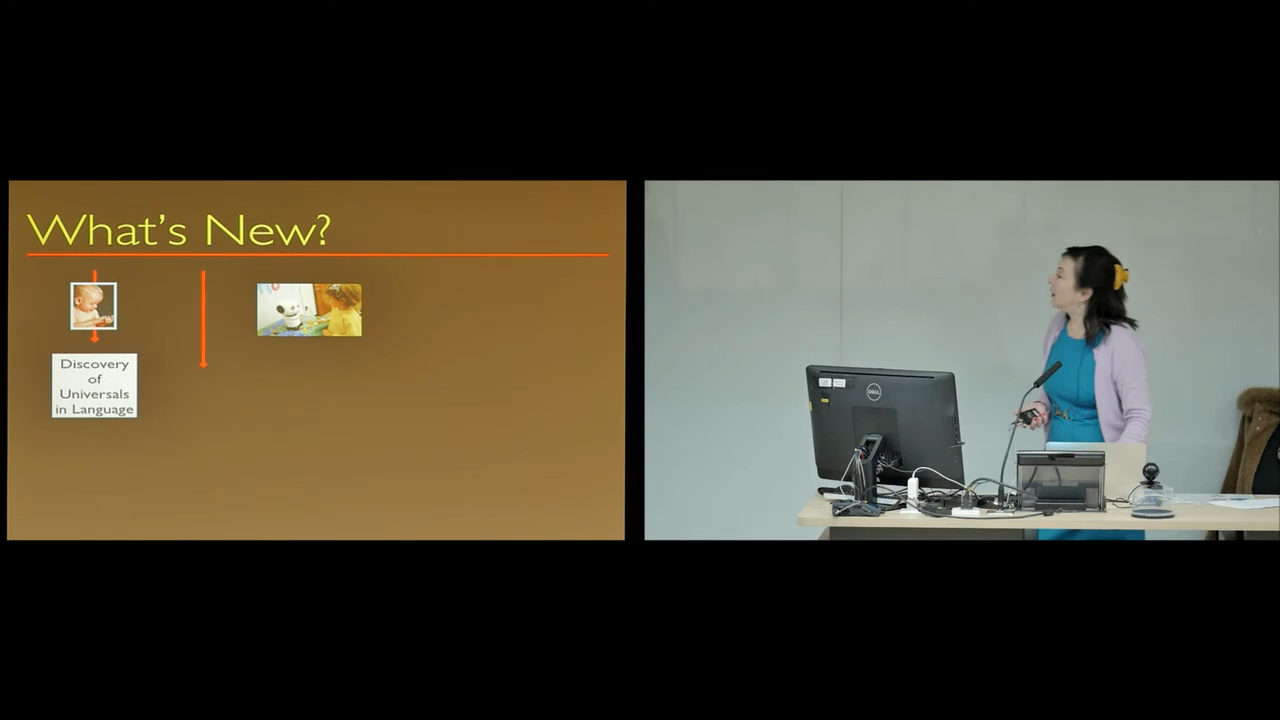 What's New?
Discovery
of
Universals
in Language
DELL